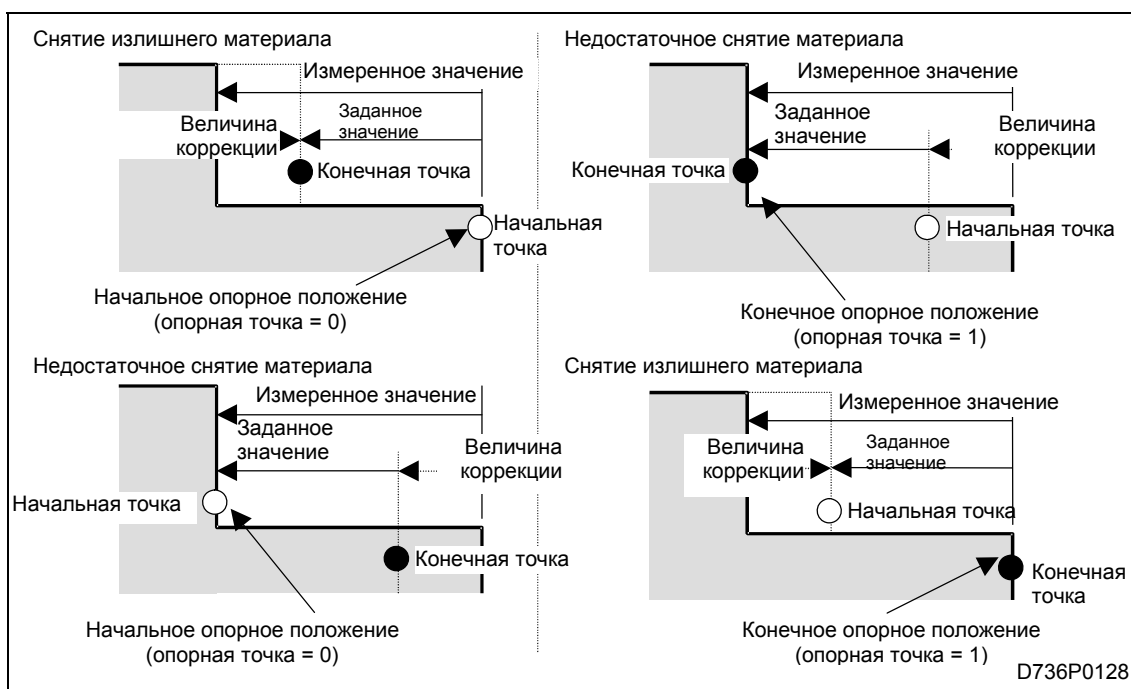 Снятие излишнего материала
Измеренное значение
Заданное
значение
Величина
коррекции
Конечная точка
Начальная
точка
Начальное опорное положение
(опорная точка = 0)
Недостаточное снятие материала
Измеренное значение
Заданное
значение
Величина
коррекции
Конечная точка
Начальная точка
Конечное опорное положение
(опорная точка = 1)
Недостаточное снятие материала
Измеренное значение
Заданное
значение
Величина
коррекции
Начальная точка
Конечная точка
Начальное опорное положение
(опорная точка = 0)
Снятие излишнего материала
Измеренное значение
Величина
коррекции
Заданное
значение
Начальная точка
Конечная
точка
Конечное опорное положение
(опорная точка = 1)
D736P0128